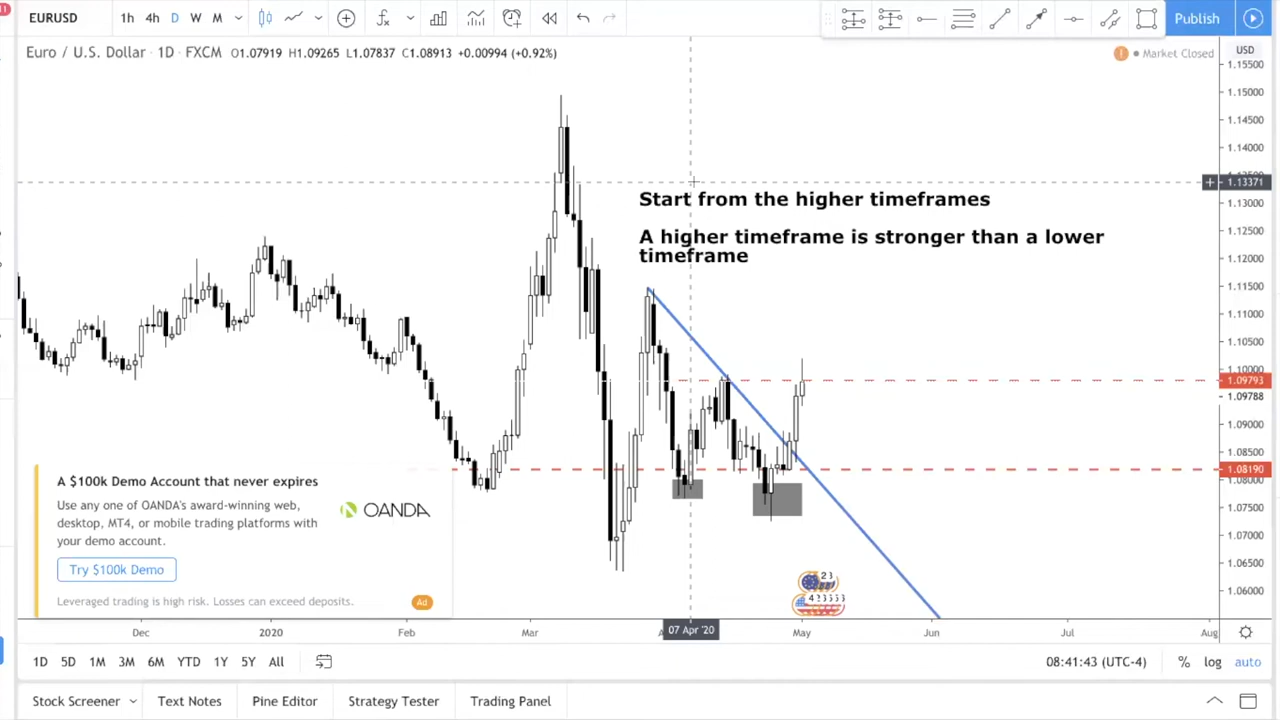 11
EURUSD 1h 4h D W M Publish
Euro / U.S. Dollar · 1D · FXCM O1.07919 H1.09265 L1.07837 C1.08913 +0.00994 (+0.92%)
! Market Closed
USD
1.15500
1.15000
1.14500
1.14000
1.13371
1.13000
1.12500
1.12000
1.11500
1.11000
1.10500
1.10000
1.09793
1.09788
1.09000
1.08500
1.08190
1.08000
1.07500
1.07000
1.06500
1.06000
Start from the higher timeframes
A higher timeframe is stronger than a lower
timeframe
A $100k Demo Account that never expires
Use any one of OANDA's award-winning web,
desktop, MT4, or mobile trading platforms with
your demo account.
OANDA
Try $100k Demo
Leveraged trading is high risk. Losses can exceed deposits.
Ad
Dec 2020 Feb Mar 07 Apr '20 May Jun Jul Aug
1D 5D 1M 3M 6M YTD 1Y 5Y All 08:41:43 (UTC-4) % log auto
Stock Screener Text Notes Pine Editor Strategy Tester Trading Panel